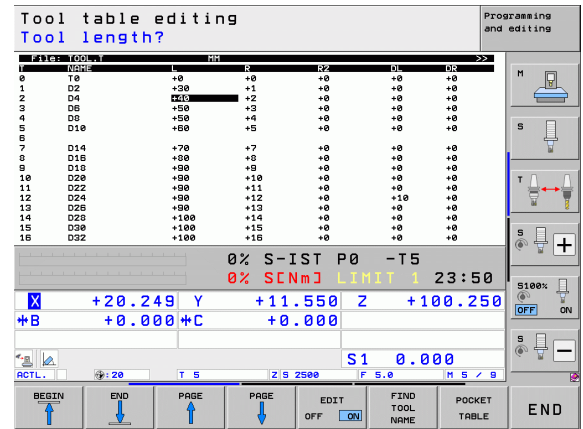 Tool table editing
Tool length?
Programming
and editing
File: TOOL.T MM >>
T NAME L R R2 DL DR
0 T0 +0 +0 +0 +0 +0
1 D2 +30 +1 +0 +0 +0
2 D4 +40 +2 +0 +0 +0
3 D6 +50 +3 +0 +0 +0
4 D8 +50 +4 +0 +0 +0
5 D10 +60 +5 +0 +0 +0
6
7 D14 +70 +7 +0 +0 +0
8 D16 +80 +8 +0 +0 +0
9 D18 +90 +9 +0 +0 +0
10 D20 +90 +10 +0 +0 +0
11 D22 +90 +11 +0 +0 +0
12 D24 +90 +12 +0 +10 +0
13 D26 +90 +13 +0 +0 +0
14 D28 +100 +14 +0 +0 +0
15 D30 +100 +15 +0 +0 +0
16 D32 +100 +16 +0 +0 +0
0% S-IST P0 -T5
0% S[Nm] LIMIT 1 23:50
X +20.249 Y +11.550 Z +100.250
B +0.000 C +0.000
S1 0.000
ACTL. :20 T 5 Z S 2500 F 5.0 M 5 / 9
M
S
T
S +
S100%
OFF ON
S -
BEGIN
END
PAGE
PAGE
EDIT
OFF ON
FIND
TOOL
NAME
POCKET
TABLE
END